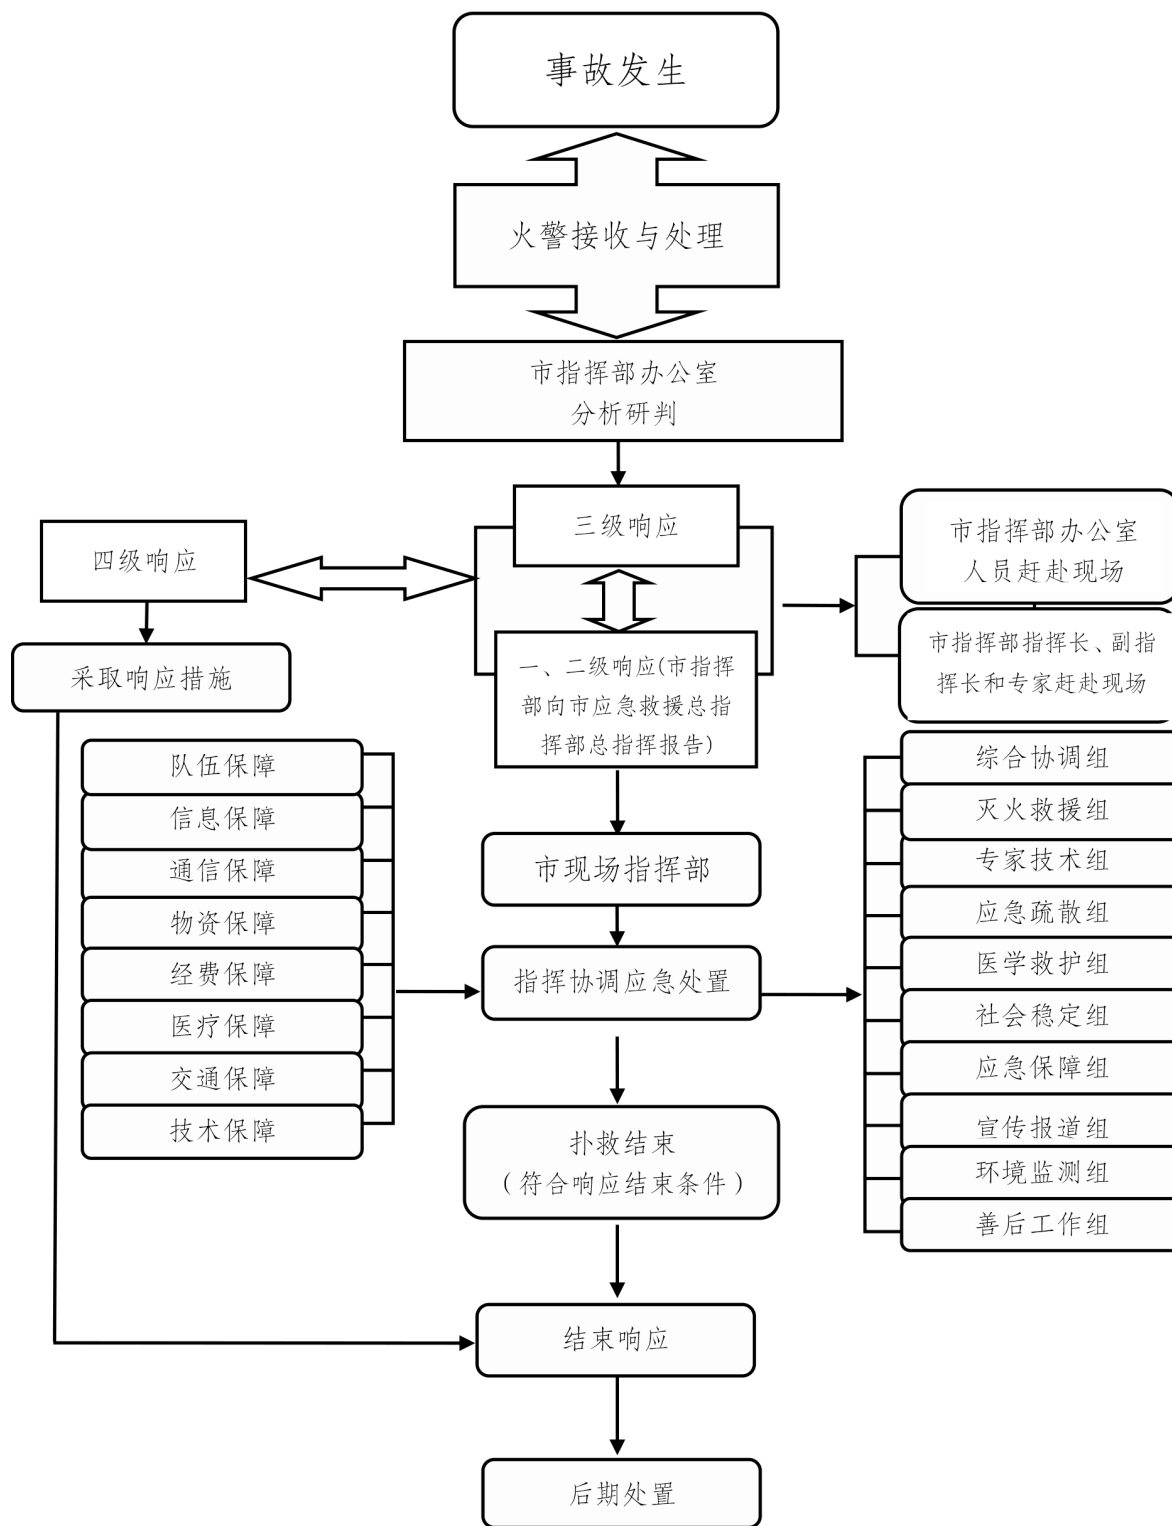 事故发生
火警接收与处理
市指挥部办公室
分析研判
三级响应
四级响应
市指挥部办公室
人员赶赴现场
采取响应措施
一、二级响应(市指挥
部向市应急救援总指
挥部总指挥报告)
市指挥部指挥长、副指
挥长和专家赶赴现场
队伍保障
信息保障
通信保障
物资保障
经费保障
医疗保障
交通保障
技术保障
市现场指挥部
指挥协调应急处置
综合协调组
灭火救援组
专家技术组
应急疏散组
医学救护组
社会稳定组
应急保障组
宣传报道组
环境监测组
善后工作组
扑救结束
（符合响应结束条件）
结束响应
后期处置